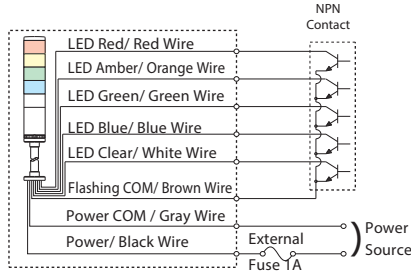 NPN
Contact
LED Red/ Red Wire
LED Amber/ Orange Wire
LED Green/ Green Wire
LED Blue/ Blue Wire
LED Clear/ White Wire
Flashing COM/ Brown Wire
Power COM / Gray Wire
Power/ Black Wire
External
Fuse 1A
Power
Source